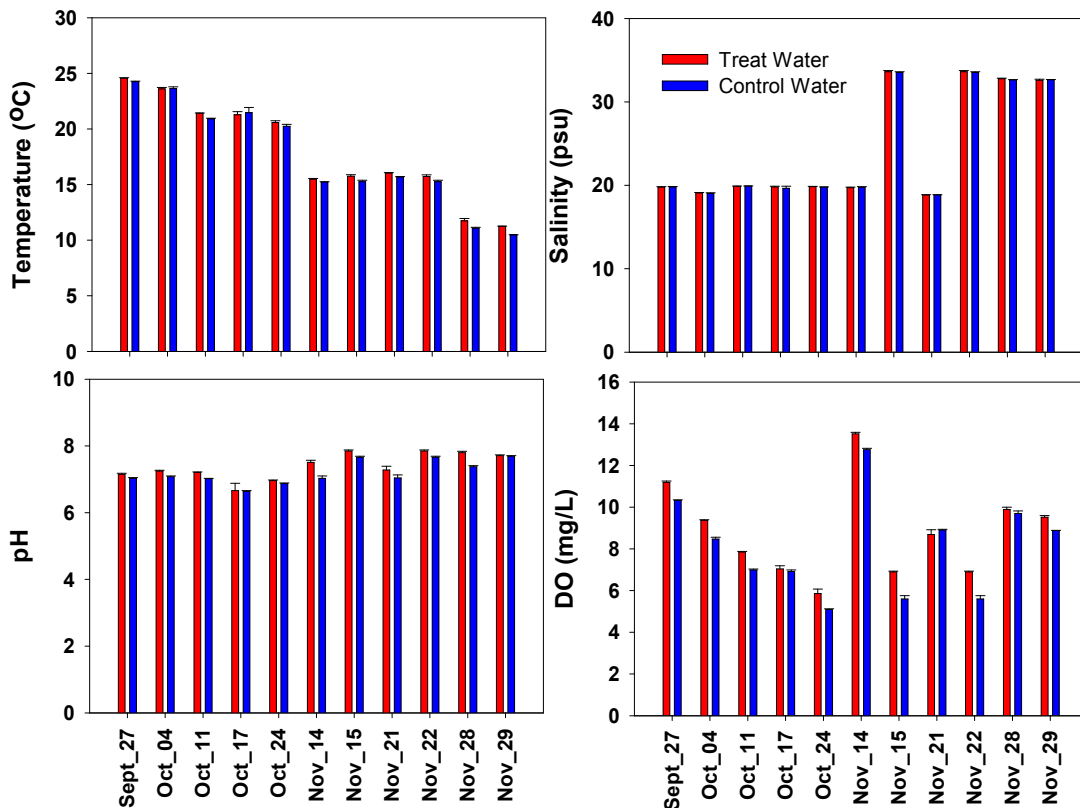 Temperature (ºC)
30
25
20
15
10
5
0
Salinity (psu)
40
30
20
10
0
Treat Water
Control Water
pH
10
8
6
4
2
0
Sept_27
Oct_04
Oct_11
Oct_17
Oct_24
Nov_14
Nov_15
Nov_21
Nov_22
Nov_28
Nov_29
DO (mg/L)
16
14
12
10
8
6
4
2
0
Sept_27
Oct_04
Oct_11
Oct_17
Oct_24
Nov_14
Nov_15
Nov_21
Nov_22
Nov_28
Nov_29